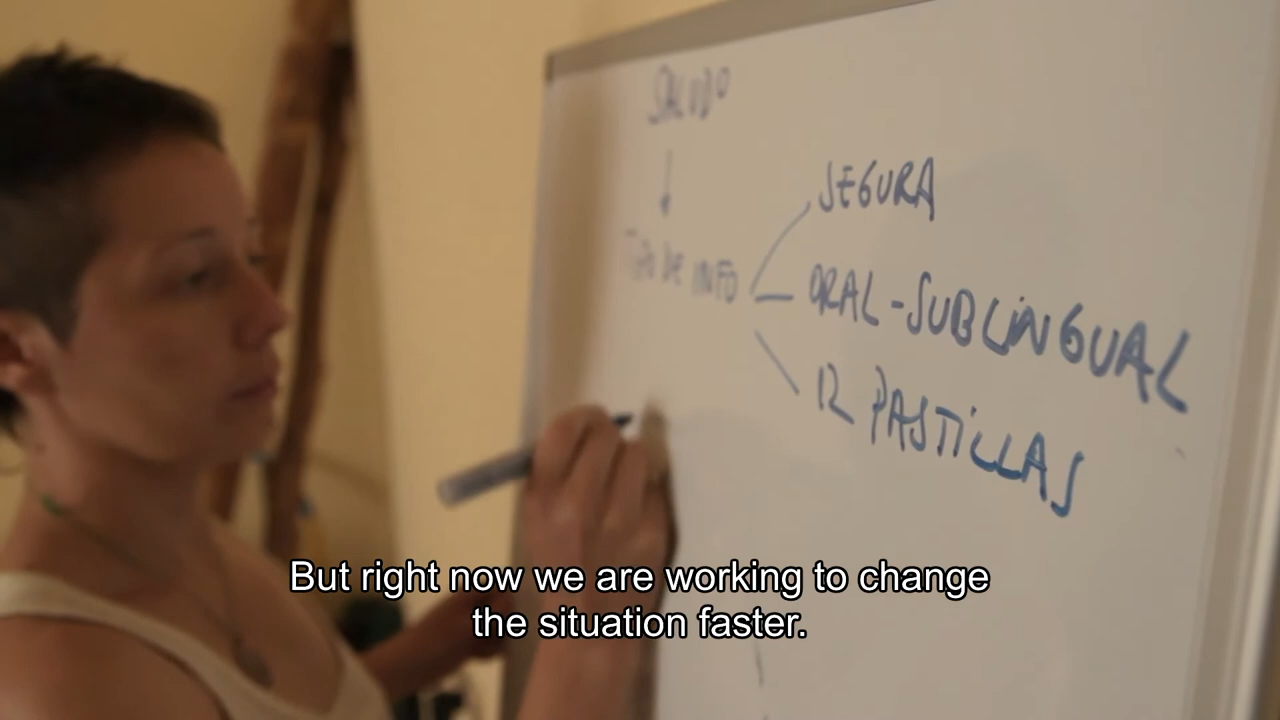 SALUDO
TIPO DE INFO
SEGURA
ORAL-SUBLINGUAL
12 PASTILLAS
But right now we are working to change
the situation faster.